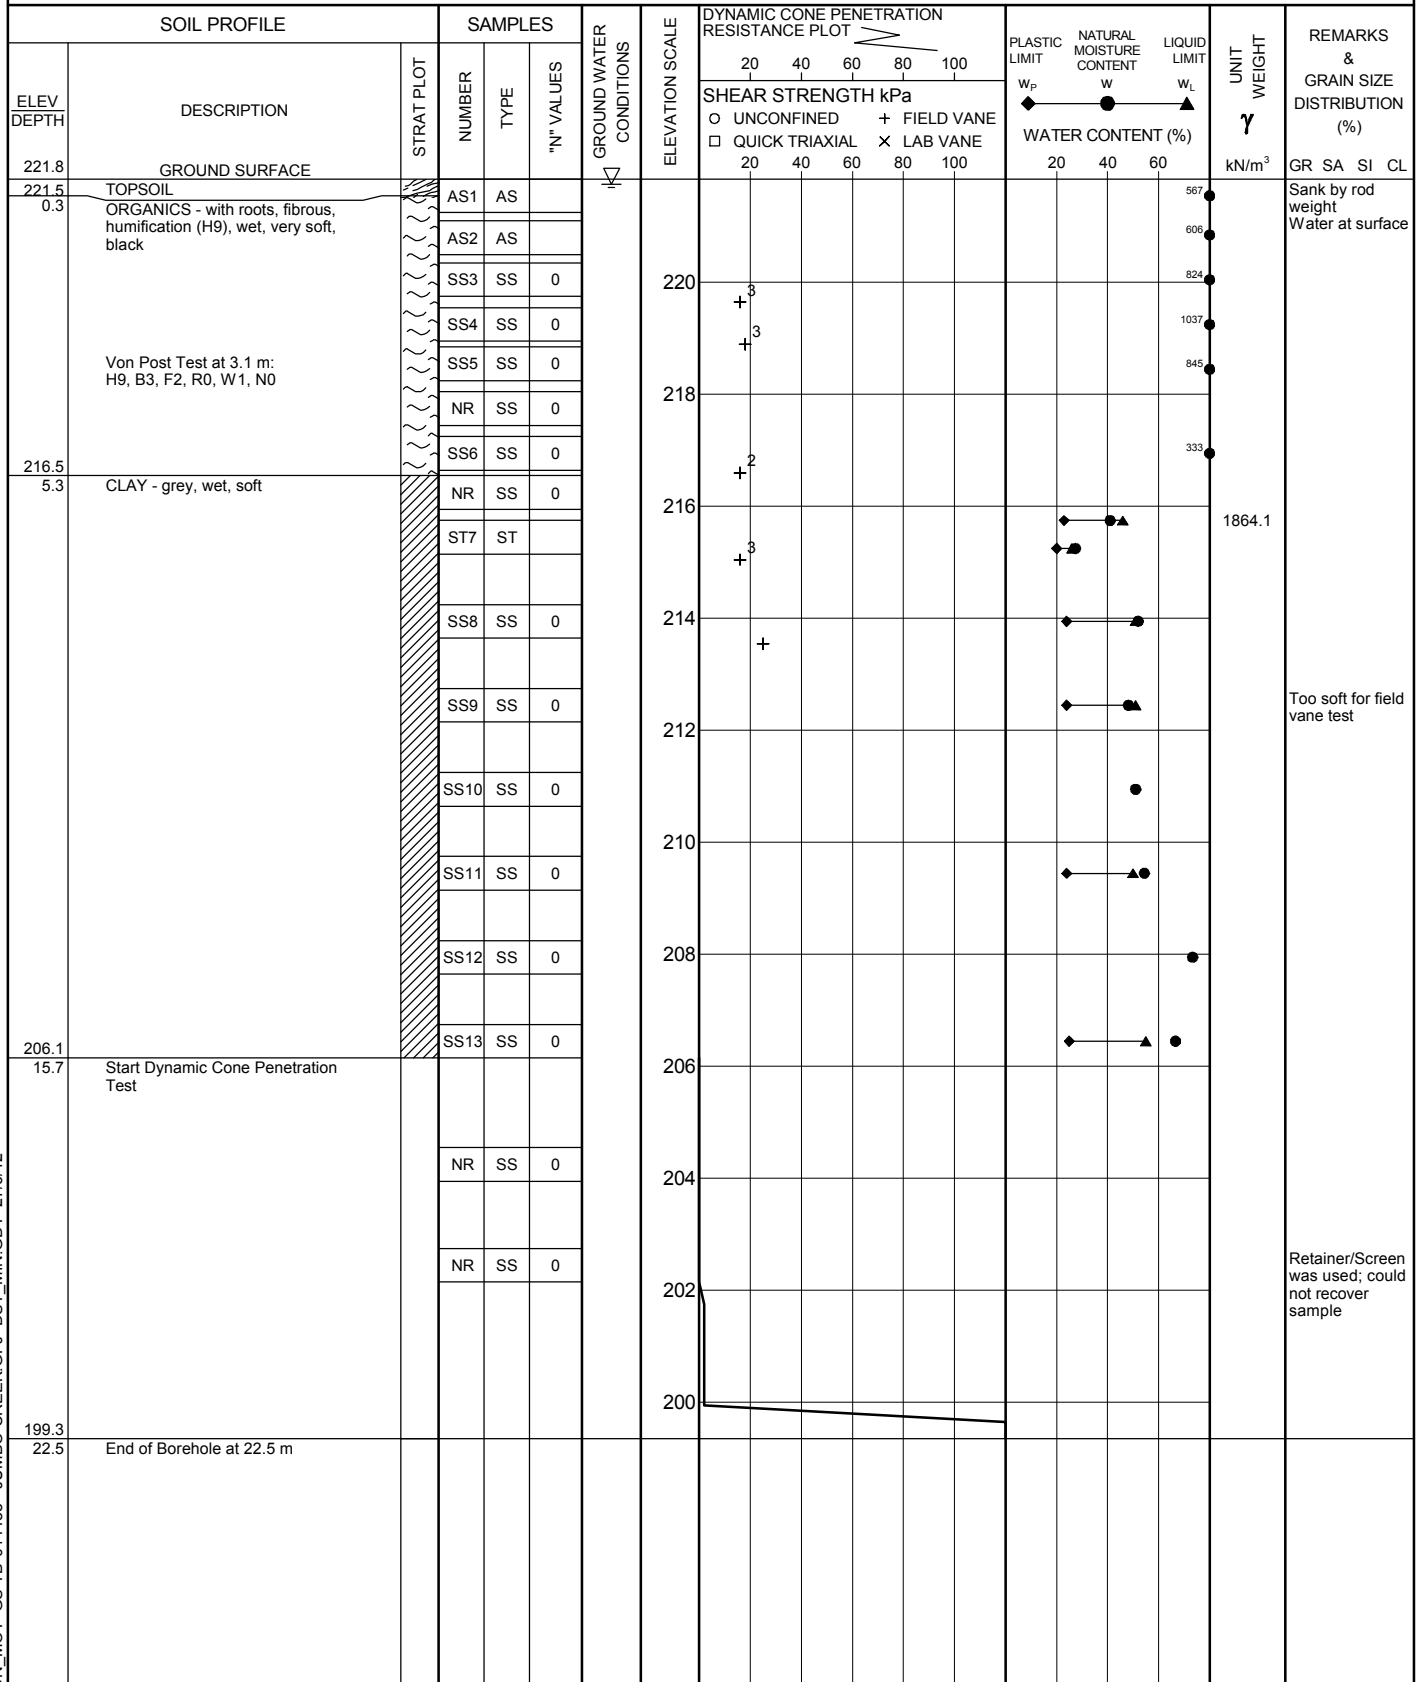 SOIL PROFILE
SAMPLES
GROUND WATER
CONDITIONS
ELEVATION SCALE
DYNAMIC CONE PENETRATION
RESISTANCE PLOT
20 40 60 80 100
SHEAR STRENGTH kPa
UNCONFINED
+ FIELD VANE
QUICK TRIAXIAL
× LAB VANE
20 40 60 80 100
PLASTIC
LIMIT
NATURAL
MOISTURE
CONTENT
LIQUID
LIMIT
WP
W
WL
WATER CONTENT (%)
20 40 60
UNIT
WEIGHT
γ
kN/m³
REMARKS
&
GRAIN SIZE
DISTRIBUTION
(%)
GR SA SI CL
ELEV
DEPTH
DESCRIPTION
STRAT PLOT
NUMBER
TYPE
"N" VALUES
221.8
GROUND SURFACE
221.5
0.3
TOPSOIL
ORGANICS - with roots, fibrous,
humification (H9), wet, very soft,
black
AS1 AS
567
Sank by rod
weight
Water at surface
AS2 AS
606
SS3 SS 0
220
824
3
SS4 SS 0
1037
3
Von Post Test at 3.1 m:
H9, B3, F2, R0, W1, N0
SS5 SS 0
845
218
NR SS 0
SS6 SS 0
333
2
216.5
5.3
CLAY - grey, wet, soft
NR SS 0
216
1864.1
ST7 ST
3
SS8 SS 0
214
SS9 SS 0
Too soft for field
vane test
212
SS10 SS 0
210
SS11 SS 0
208
SS12 SS 0
SS13 SS 0
206.1
15.7
Start Dynamic Cone Penetration
Test
206
NR SS 0
204
NR SS 0
Retainer/Screen
was used; could
not recover
sample
202
200
199.3
22.5
End of Borehole at 22.5 m